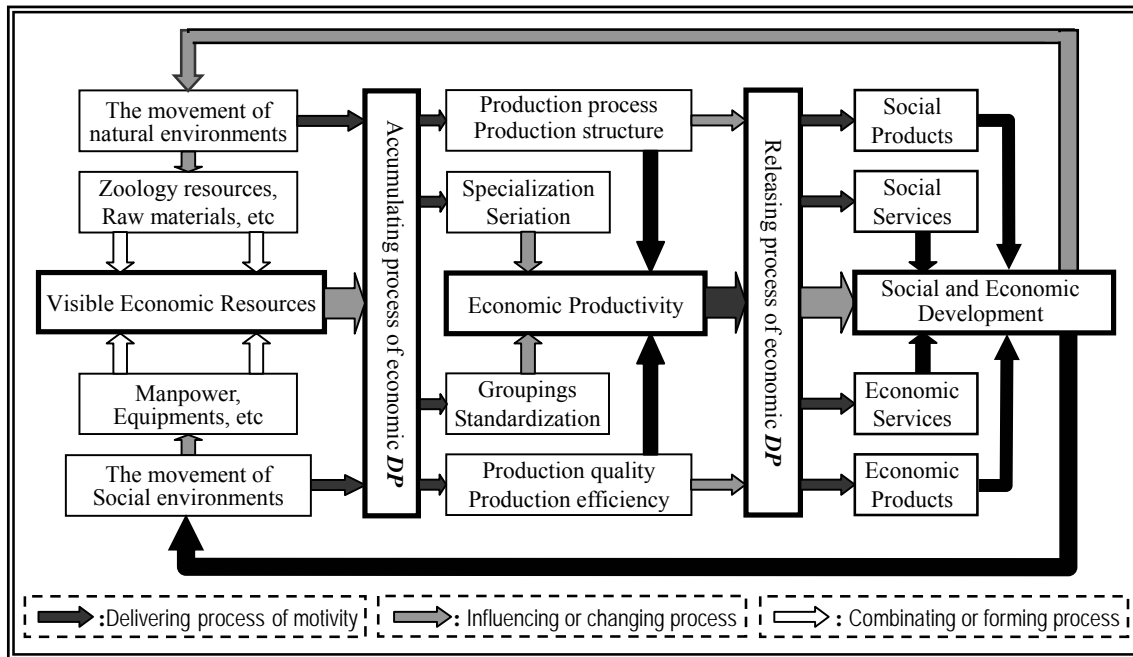 The movement of
natural environments
Zoology resources,
Raw materials, etc
Visible Economic Resources
Manpower,
Equipments, etc
The movement of
Social environments
Accumulating process of economic DP
Production process
Production structure
Specialization
Seriation
Economic Productivity
Groupings
Standardization
Production quality
Production efficiency
Releasing process of economic DP
Social
Products
Social
Services
Social and Economic
Development
Economic
Services
Economic
Products
:Delivering process of motivity
: Influencing or changing process
: Combinating or forming process